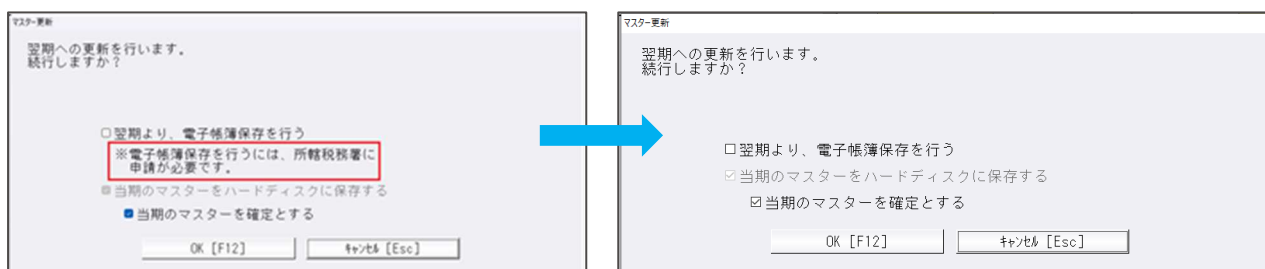 マスター更新
翌期への更新を行います。
続行しますか？
□翌期より、電子帳簿保存を行う
※電子帳簿保存を行うには、所轄税務署に
申請が必要です。
当期のマスターをハードディスクに保存する
当期のマスターを確定とする
OK [F12]
ｷｬﾝｾﾙ [Esc]
マスター更新
翌期への更新を行います。
続行しますか？
□翌期より、電子帳簿保存を行う
☑当期のマスターをハードディスクに保存する
☑当期のマスターを確定とする
OK [F12]
ｷｬﾝｾﾙ [Esc]